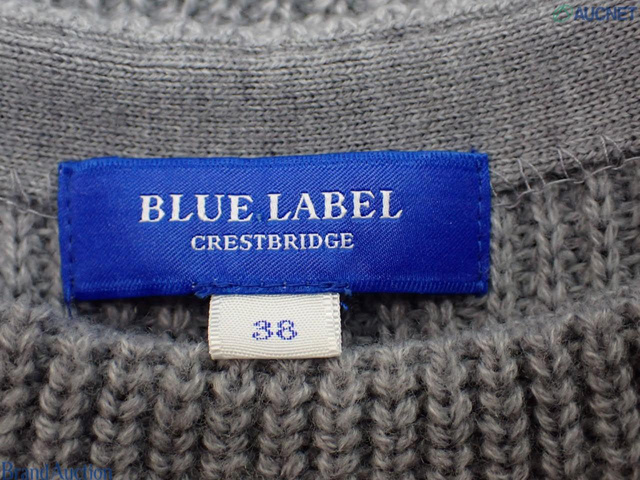 AUCNET
BLUE LABEL
CRESTBRIDGE
38
Brand Auction